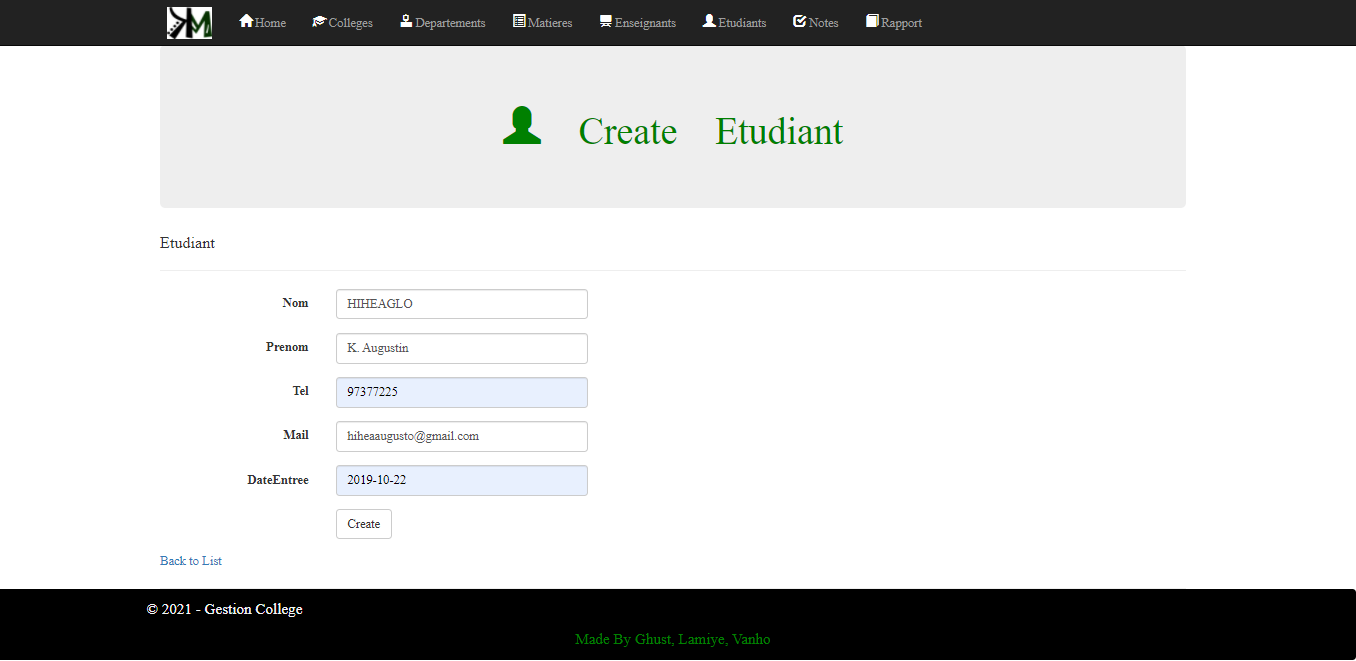 KM Home Colleges Departements Matieres Enseignants Etudiants Notes Rapport
Create Etudiant
Etudiant
Nom HIHEAGLO
Prenom K. Augustin
Tel 97377225
Mail hiheaaugusto@gmail.com
DateEntree 2019-10-22
Create
Back to List
© 2021 - Gestion College
Made By Ghust, Lamiye, Vanho